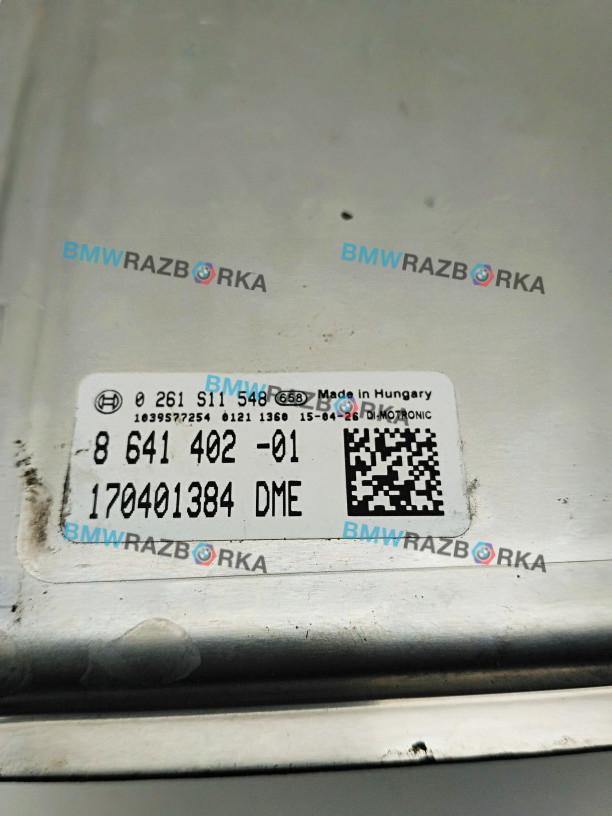 BMWRAZBORKA
BMWRAZBORKA
BMWRAZBORKA
0 261 S11 548 658 Made in Hungary
1039S77254 0121 1360 15-04-26 DI-MOTRONIC
8 641 402 -01
170401384 DME
BMWRAZBORKA
BMWRAZBORKA